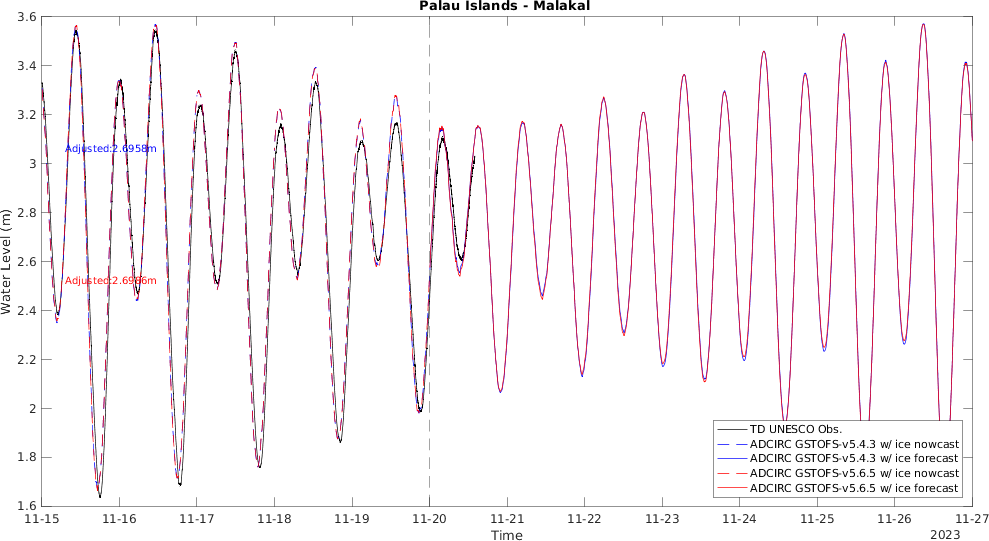 Palau Islands - Malakal
3.6
3.4
3.2
3
2.8
2.6
2.4
2.2
2
1.8
1.6
Water Level (m)
Adjusted:2.6958m
Adjusted:2.6986m
TD UNESCO Obs.
ADCIRC GSTOFS-v5.4.3 w/ ice nowcast
ADCIRC GSTOFS-v5.4.3 w/ ice forecast
ADCIRC GSTOFS-v5.6.5 w/ ice nowcast
ADCIRC GSTOFS-v5.6.5 w/ ice forecast
11-15 11-16 11-17 11-18 11-19 11-20 11-21 11-22 11-23 11-24 11-25 11-26 11-27
Time
2023